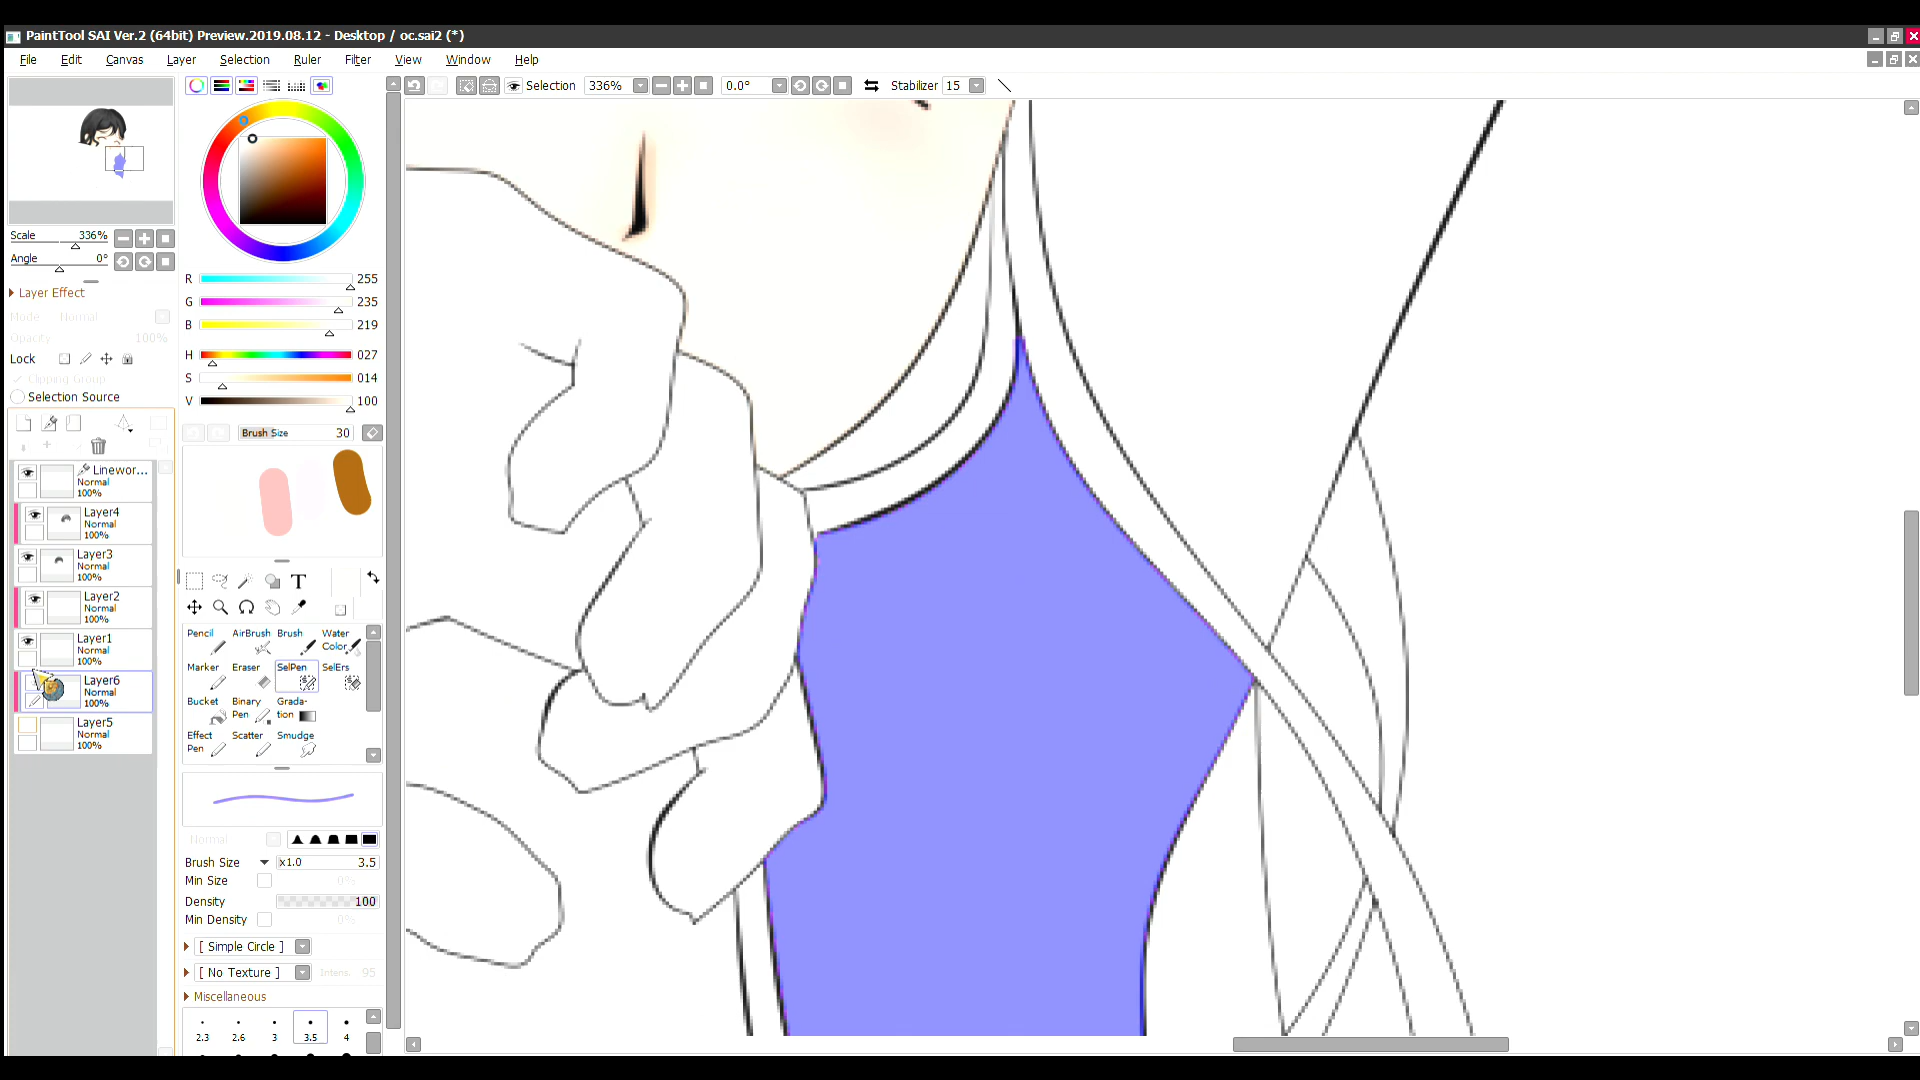 PaintTool SAI Ver.2 (64bit) Preview.2019.08.12 - Desktop / oc.sai2 (*)
File Edit Canvas Layer Selection Ruler Filter View Window Help
Selection 336% 0.0° Stabilizer 15
Scale 336%
Angle 0°
Layer Effect
Mode Normal
Opacity 100%
Lock
Clipping Group
Selection Source
Linewor...
Normal
100%
Layer4
Normal
100%
Layer3
Normal
100%
Layer2
Normal
100%
Layer1
Normal
100%
Layer6
Normal
100%
Layer5
Normal
100%
R 255
G 235
B 219
H 027
S 014
V 100
Brush Size 30
T
Pencil AirBrush Brush Water Color
Marker Eraser SelPen SelErs
Bucket Binary Pen Grada-tion
Effect Pen Scatter Smudge
Normal
Brush Size x1.0 3.5
Min Size 0%
Density 100
Min Density 0%
[ Simple Circle ]
[ No Texture ] Intens. 95
Miscellaneous
2.3 2.6 3 3.5 4